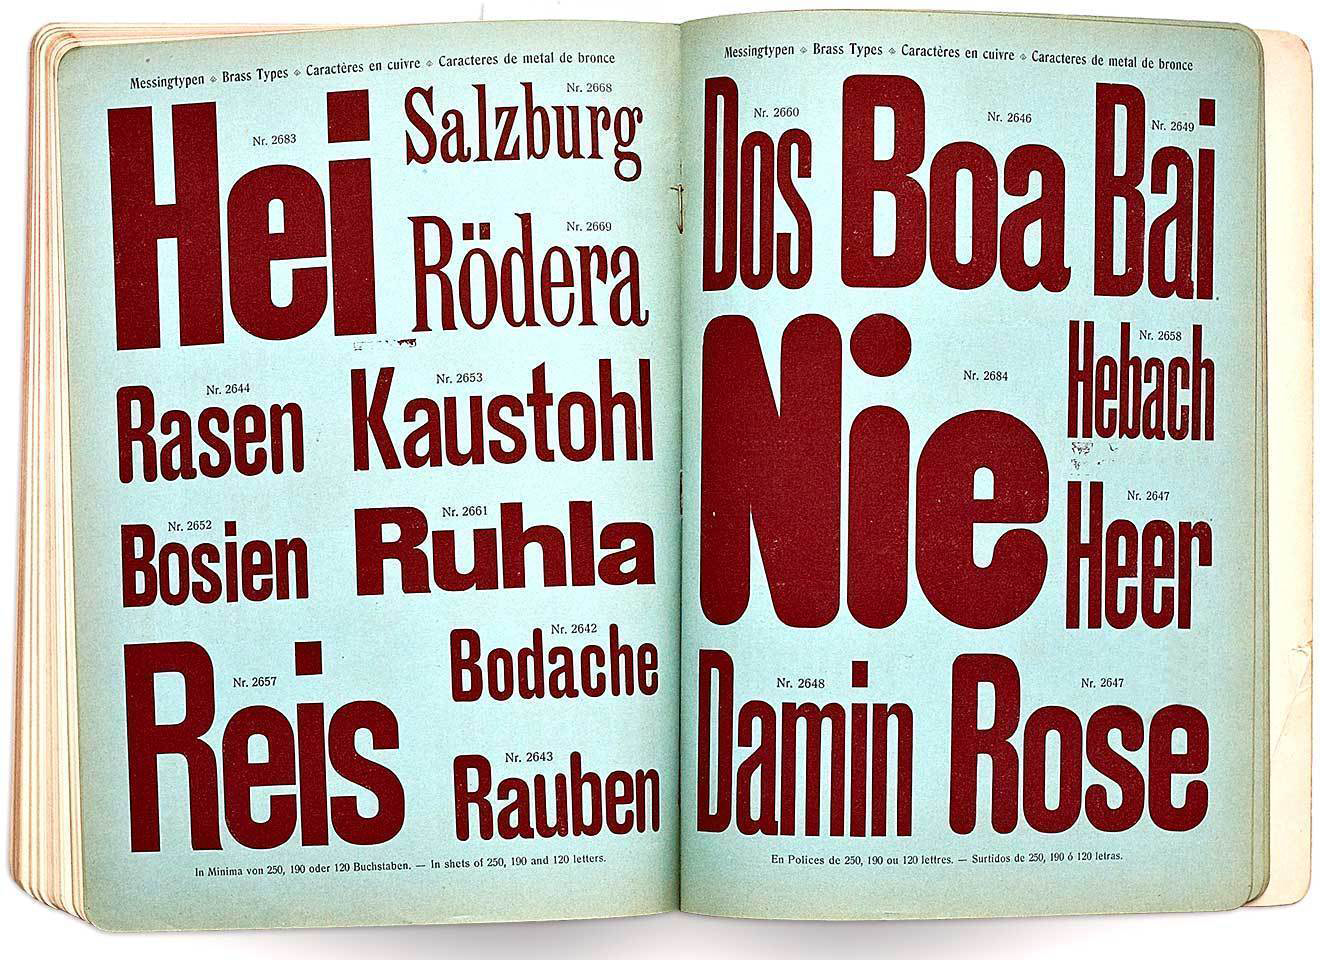 Messingtypen ⬦ Brass Types ⬦ Caractères en cuivre ⬦ Caracteres de metal de bronce
Nr. 2683
Hei
Nr. 2668
Salzburg
Nr. 2669
Rödera
Nr. 2644
Rasen
Nr. 2653
Kaustohl
Nr. 2652
Bosien
Nr. 2661
Ruhla
Nr. 2657
Reis
Nr. 2642
Bodache
Nr. 2643
Rauben
In Minima von 250, 190 oder 120 Buchstaben. — In shets of 250, 190 and 120 letters.
Messingtypen ⬦ Brass Types ⬦ Caractères en cuivre ⬦ Caracteres de metal de bronce
Nr. 2660
Dos
Nr. 2646
Boa
Nr. 2649
Bai
Nr. 2684
Nie
Nr. 2658
Hebach
Nr. 2647
Heer
Nr. 2648
Damin
Nr. 2647
Rose
En Polices de 250, 190 ou 120 lettres. — Surtidos de 250, 190 ó 120 letras.